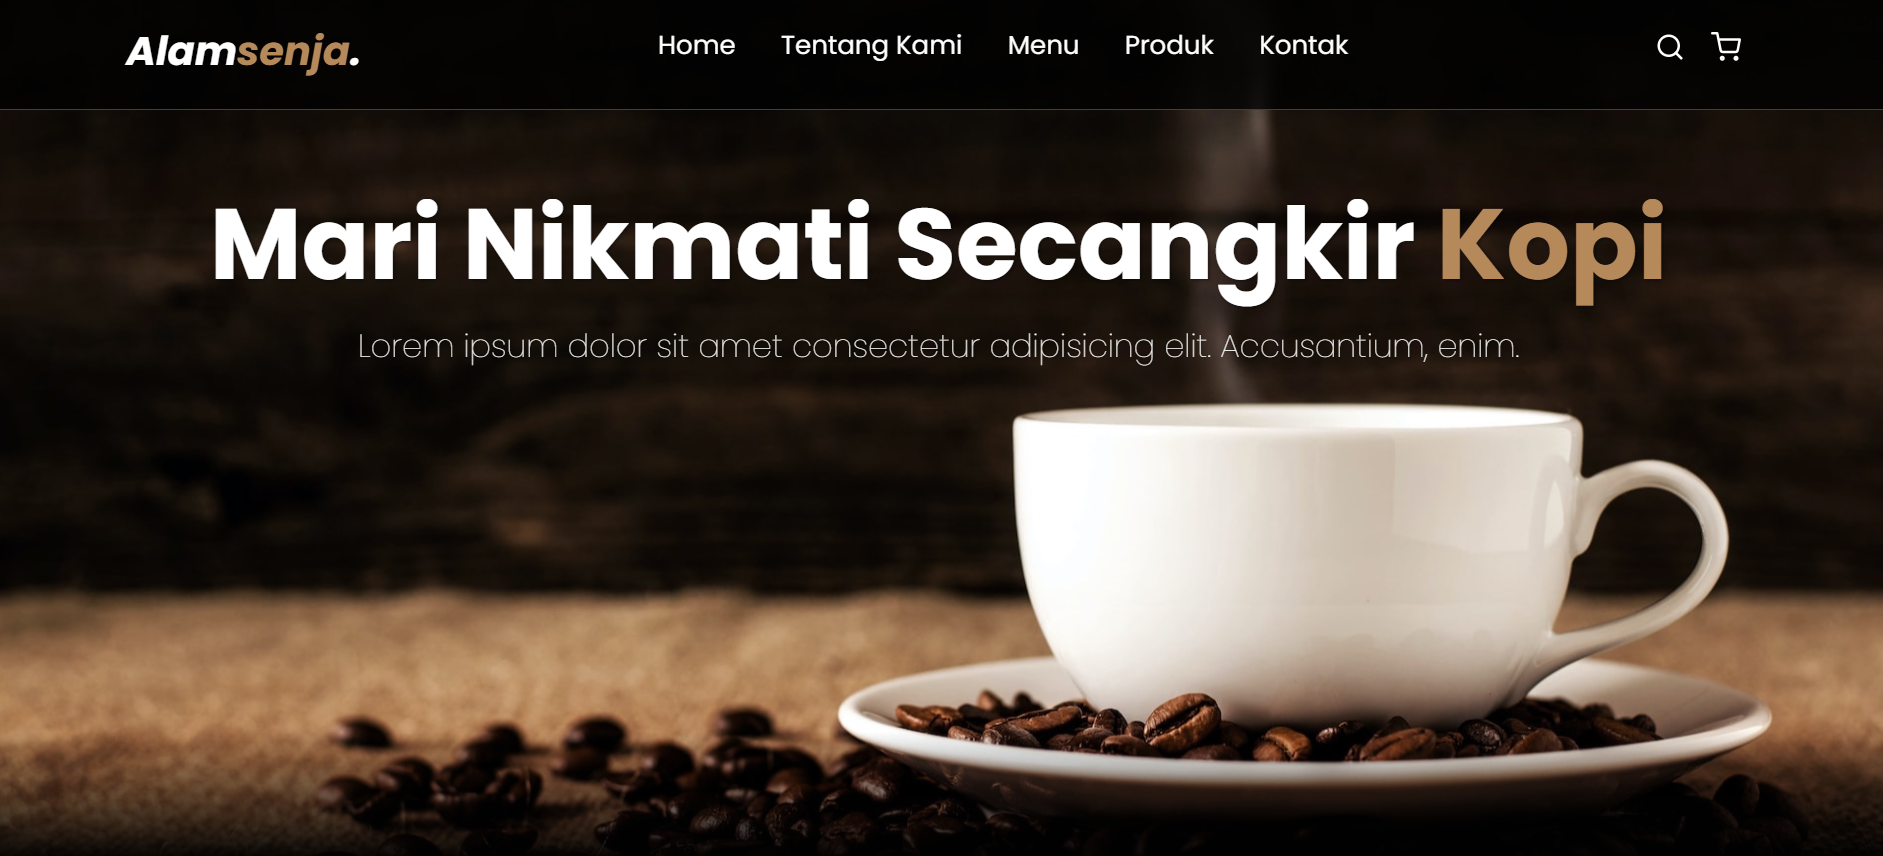 Alamsenja.
Home Tentang Kami Menu Produk Kontak
Mari Nikmati Secangkir Kopi
Lorem ipsum dolor sit amet consectetur adipisicing elit. Accusantium, enim.